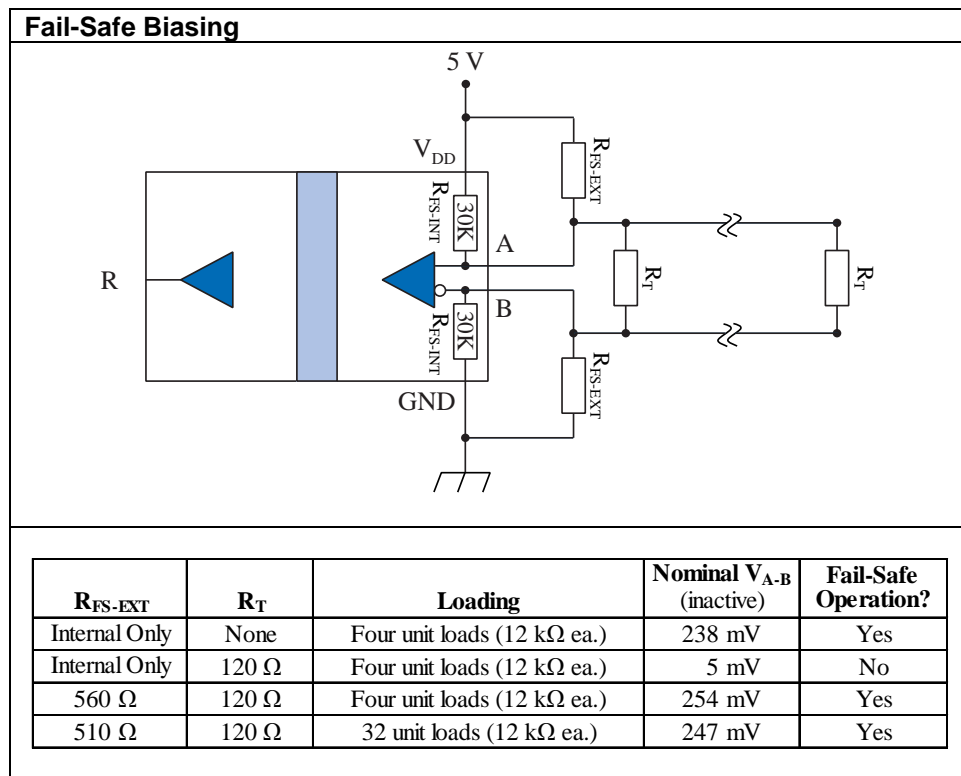 Fail-Safe Biasing
5 V
V_DD
R_FS-EXT
R_FS-INT
30K
A
R
R_T
R_T
B
R_FS-INT
30K
R_FS-EXT
GND
R_FS-EXT R_T Loading Nominal V_A-B (inactive) Fail-Safe Operation?
Internal Only None Four unit loads (12 kΩ ea.) 238 mV Yes
Internal Only 120 Ω Four unit loads (12 kΩ ea.) 5 mV No
560 Ω 120 Ω Four unit loads (12 kΩ ea.) 254 mV Yes
510 Ω 120 Ω 32 unit loads (12 kΩ ea.) 247 mV Yes